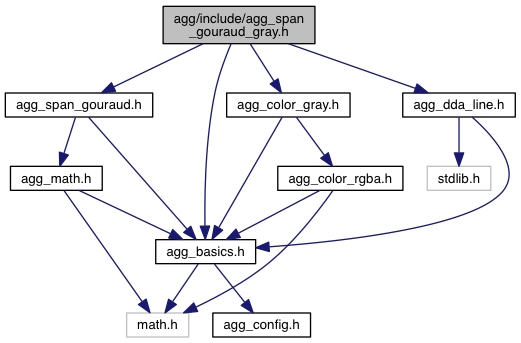 agg/include/agg_span
_gouraud_gray.h
agg_span_gouraud.h
agg_color_gray.h
agg_dda_line.h
agg_math.h
agg_color_rgba.h
stdlib.h
agg_basics.h
math.h
agg_config.h